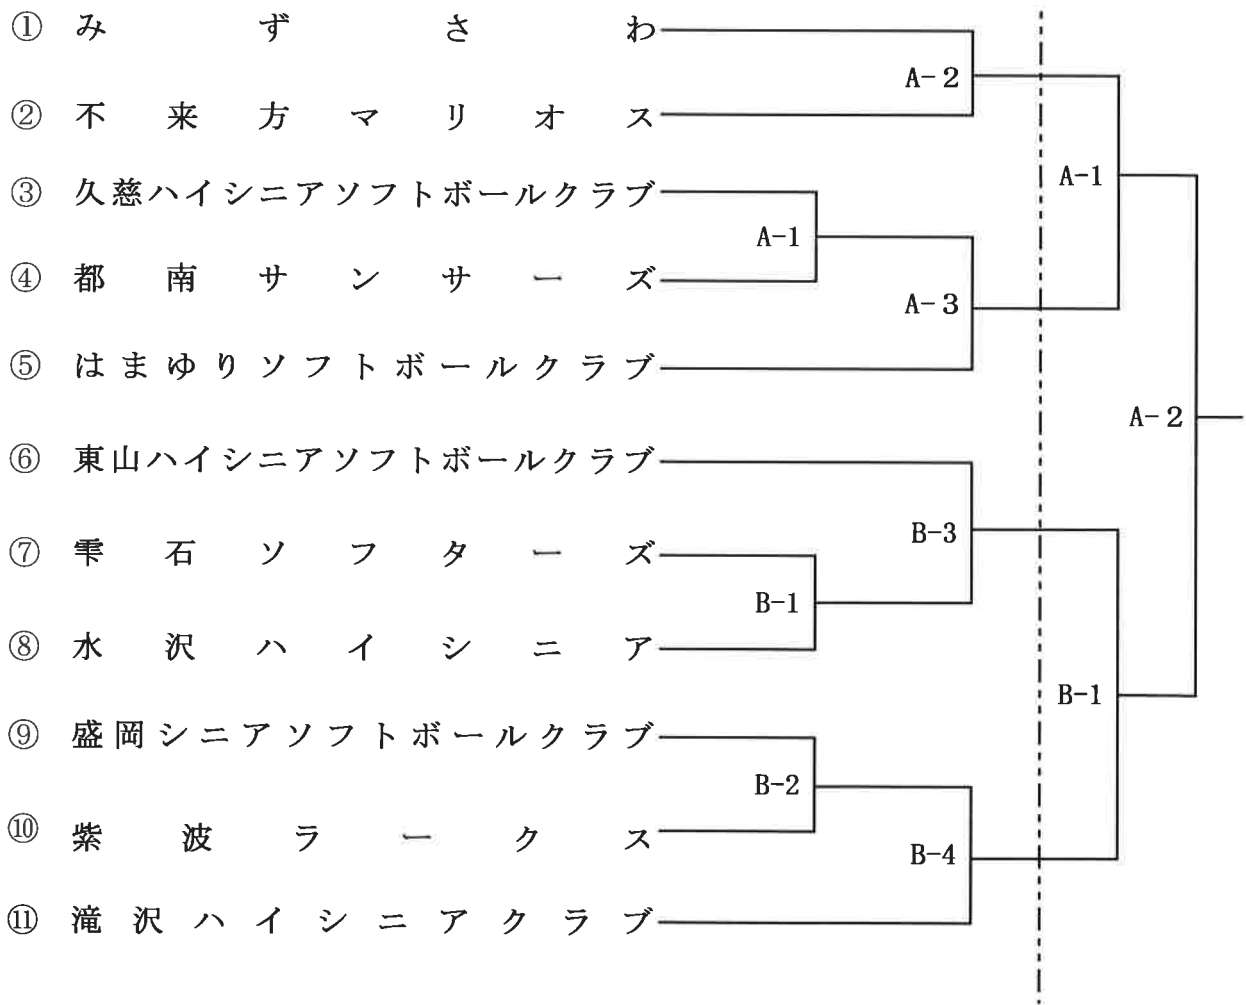 ① みずさわ
② 不来方マリオス
③ 久慈ハイシニアソフトボールクラブ
④ 都南サンサーズ
⑤ はまゆりソフトボールクラブ
⑥ 東山ハイシニアソフトボールクラブ
⑦ 雫石ソフターズ
⑧ 水沢ハイシニア
⑨ 盛岡シニアソフトボールクラブ
⑩ 紫波ラークス
⑪ 滝沢ハイシニアクラブ
A-2
A-1
A-3
B-3
B-1
B-2
B-4
A-1
B-1
A-2